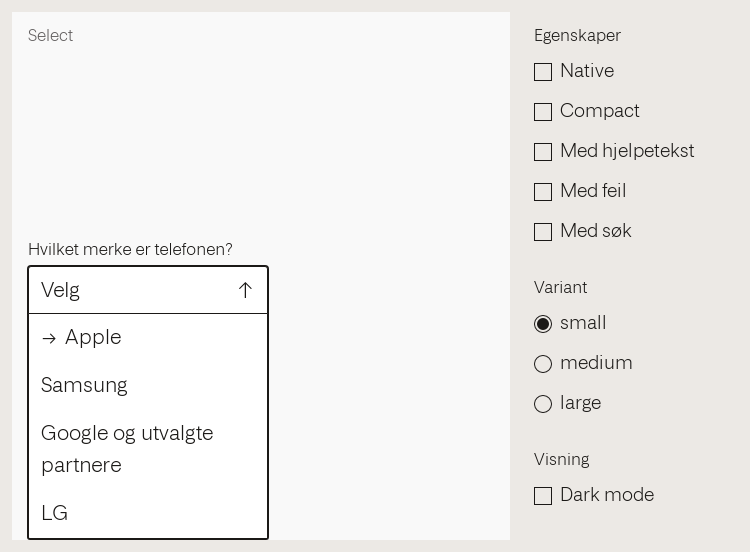 Select
Hvilket merke er telefonen?
Velg
Apple
Samsung
Google og utvalgte
partnere
LG
Egenskaper
Native
Compact
Med hjelpetekst
Med feil
Med søk
Variant
small
medium
large
Visning
Dark mode